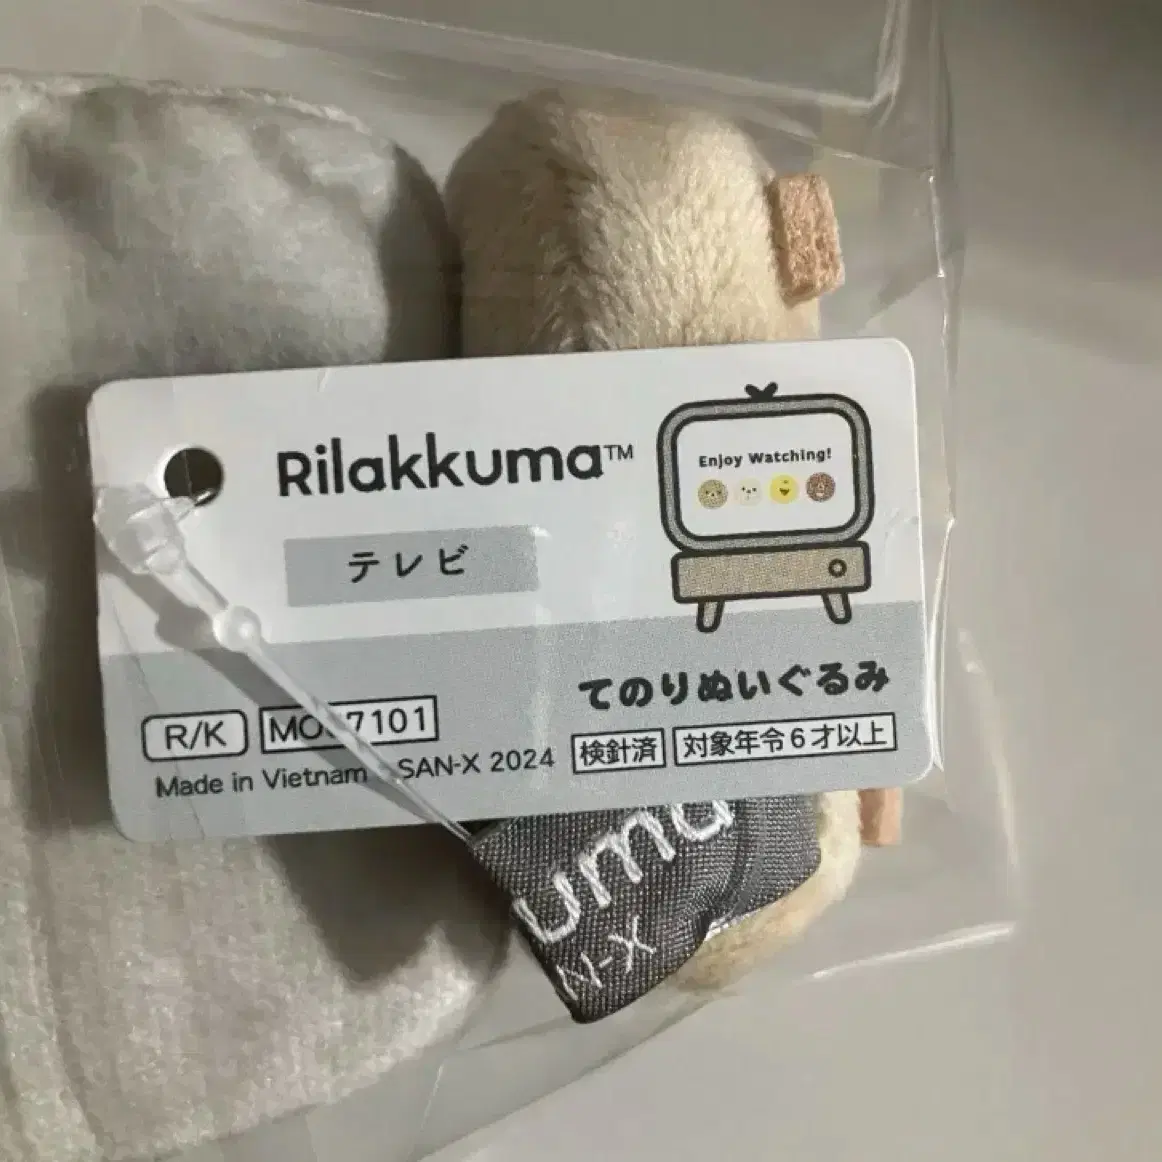 Rilakkuma™
Enjoy Watching!
テレビ
てのりぬいぐるみ
R/K
検針済 対象年令6才以上
Made in Vietnam SAN-X 2024
uma
N-X